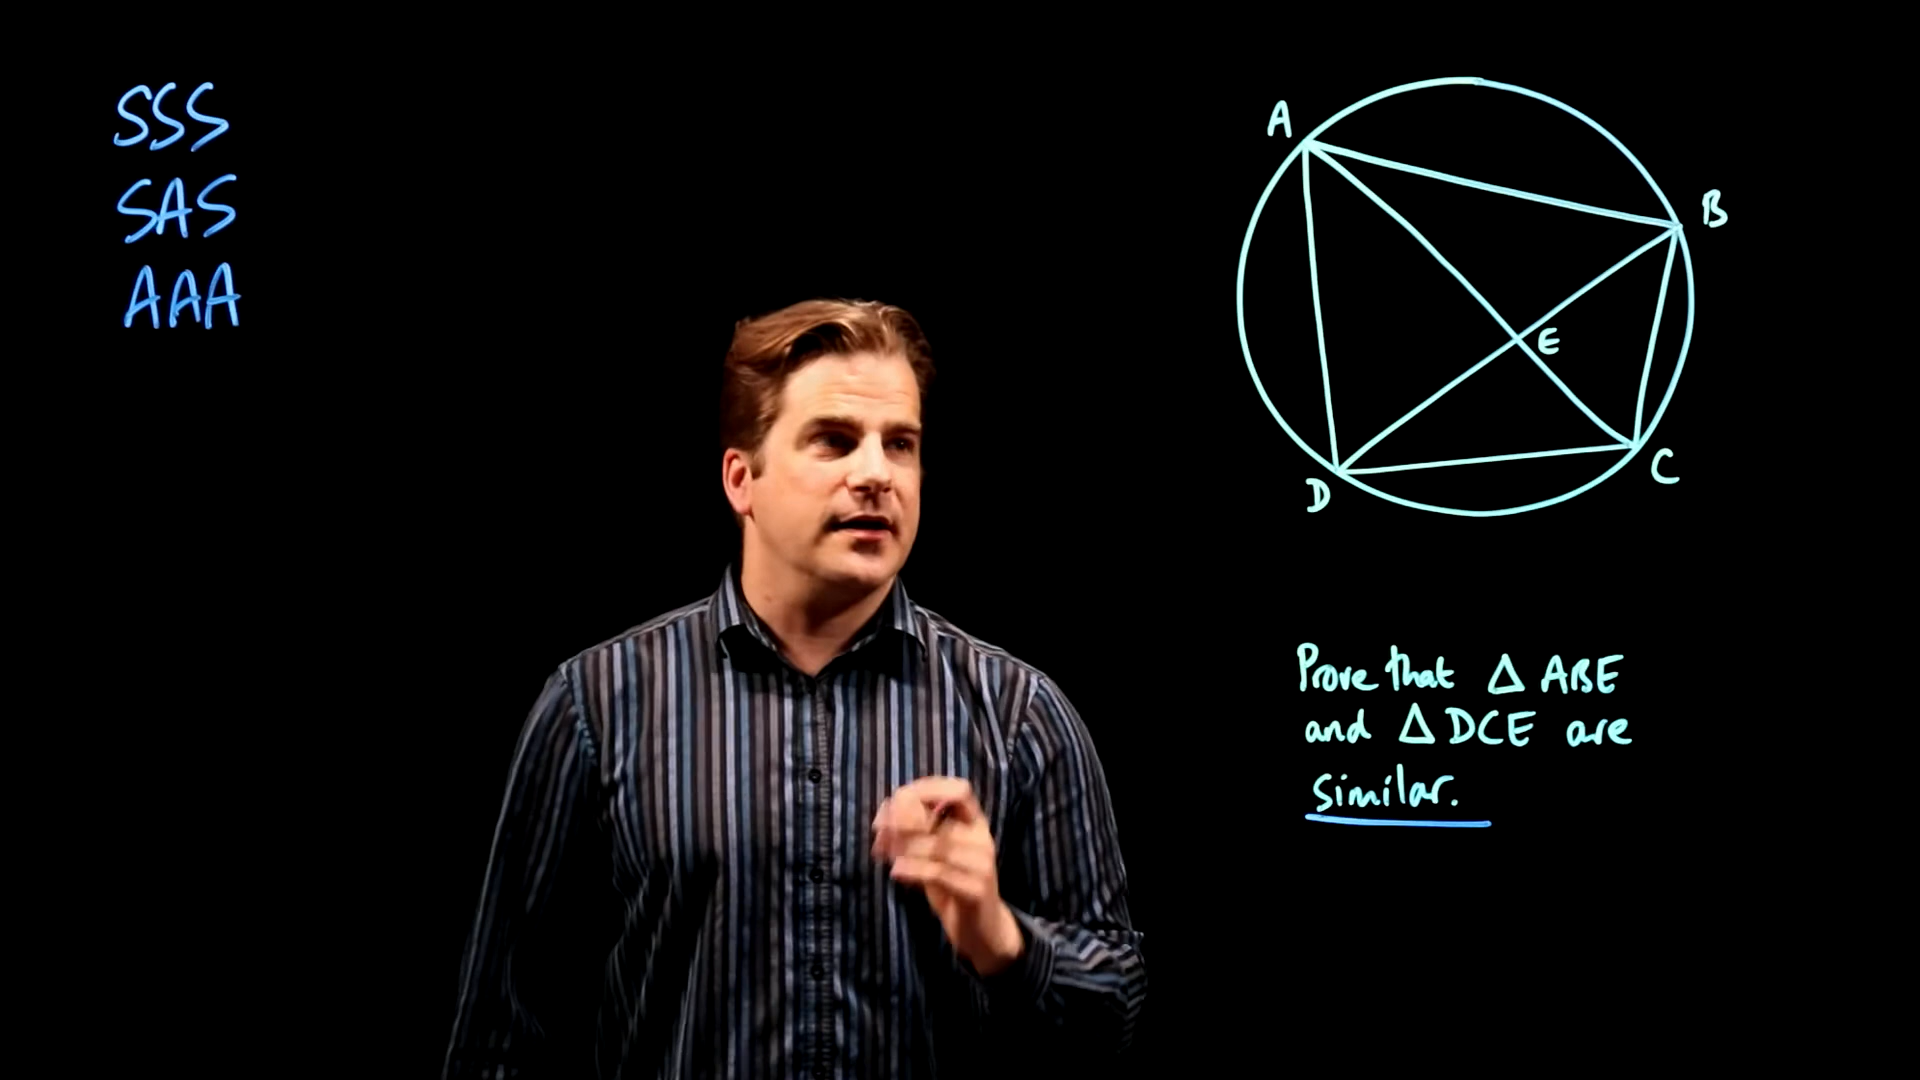 SSS
SAS
AAA
A
B
E
D
C
Prove that △ ABE
and △ DCE are
similar.